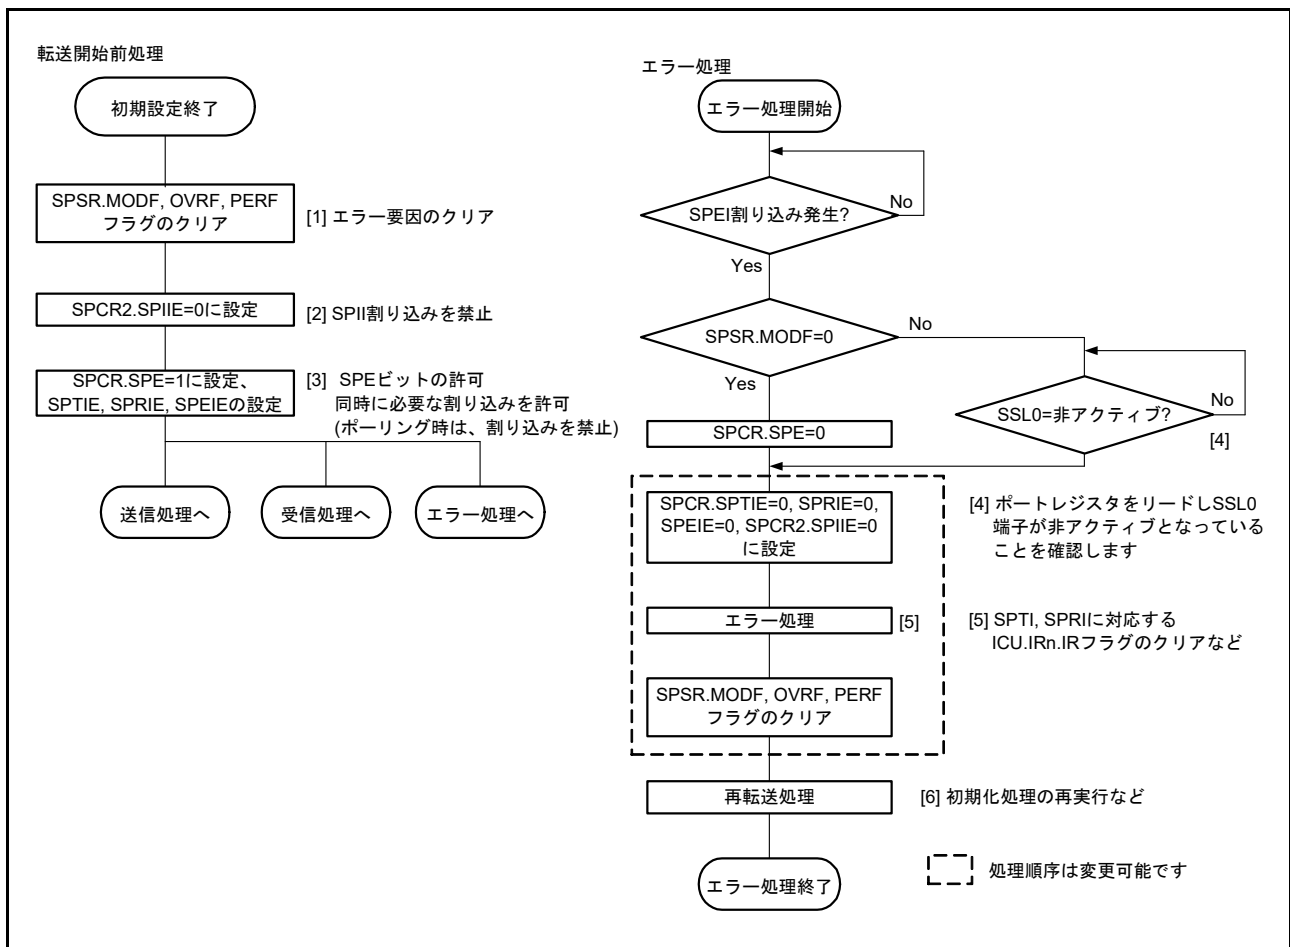 転送開始前処理
初期設定終了
SPSR.MODF, OVRF, PERF
フラグのクリア
[1] エラー要因のクリア
SPCR2.SPIIE=0に設定
[2] SPII割り込みを禁止
SPCR.SPE=1に設定、
SPTIE, SPRIE, SPEIEの設定
[3] SPEビットの許可
同時に必要な割り込みを許可
(ポーリング時は、割り込みを禁止)
送信処理へ
受信処理へ
エラー処理へ
エラー処理
エラー処理開始
SPEI割り込み発生?
No
Yes
SPSR.MODF=0
No
Yes
SSL0=非アクティブ?
No
[4]
SPCR.SPE=0
SPCR.SPTIE=0, SPRIE=0,
SPEIE=0, SPCR2.SPIIE=0
に設定
[4] ポートレジスタをリードしSSL0
端子が非アクティブとなっている
ことを確認します
エラー処理
[5]
[5] SPTI, SPRIに対応する
ICU.IRn.IRフラグのクリアなど
SPSR.MODF, OVRF, PERF
フラグのクリア
再転送処理
[6] 初期化処理の再実行など
エラー処理終了
処理順序は変更可能です